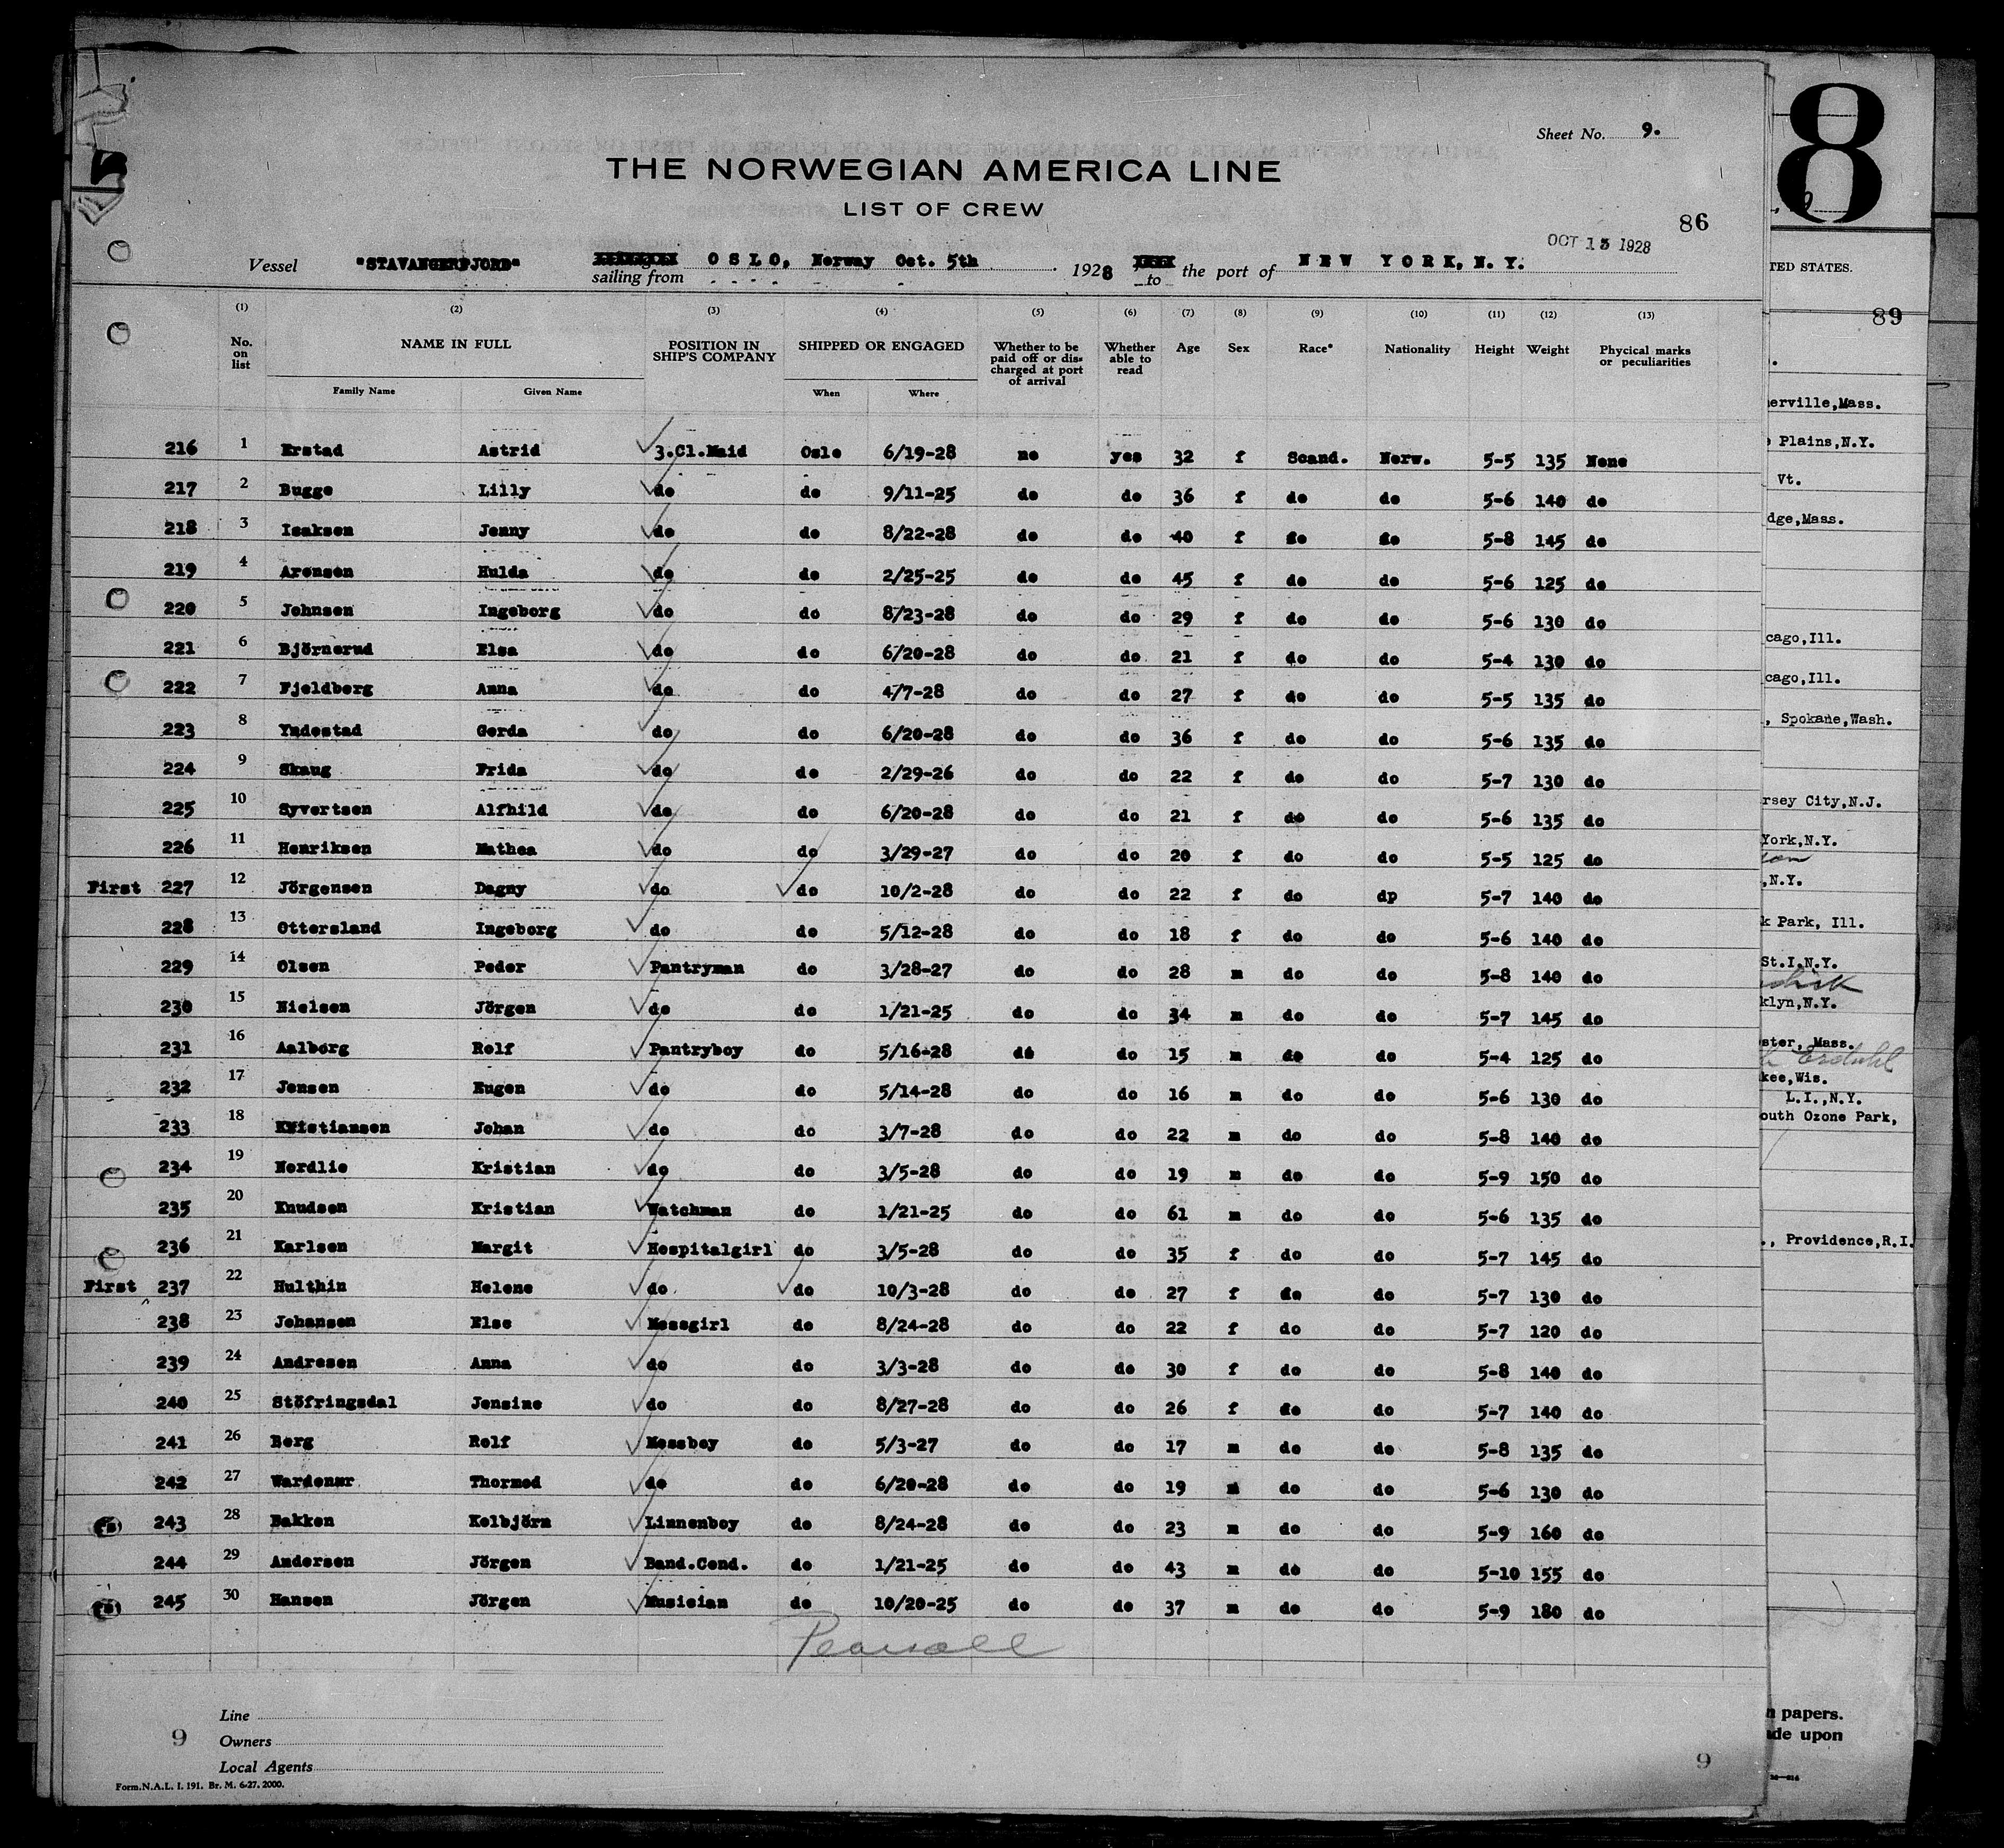 Sheet No. 9.
THE NORWEGIAN AMERICA LINE
LIST OF CREW
86
OCT 13 1928
Vessel "STAVANGERFJORD" sailing from OSLO, Norway Oct. 5th 1928 to the port of NEW YORK, N.Y.
(1) (2) (3) (4) (5) (6) (7) (8) (9) (10) (11) (12) (13)
No. on list NAME IN FULL POSITION IN SHIP'S COMPANY SHIPPED OR ENGAGED Whether to be paid off or discharged at port of arrival Whether able to read Age Sex Race* Nationality Height Weight Physical marks or peculiarities
Family Name Given Name When Where
216 1 Erstad Astrid 3.Cl.Maid Oslo 6/19-28 no yes 32 f Scand. Norw. 5-5 135 None
217 2 Bugge Lilly do do 9/11-25 do do 36 f do do 5-6 140 do
218 3 Isaksen Jenny do do 8/22-28 do do 40 f do do 5-8 145 do
219 4 Aronsen Hulda do do 2/25-25 do do 45 f do do 5-6 125 do
220 5 Johnsen Ingeborg do do 8/23-28 do do 29 f do do 5-6 130 do
221 6 Björnerud Elsa do do 6/20-28 do do 21 f do do 5-4 130 do
222 7 Fjeldberg Anna do do 4/7-28 do do 27 f do do 5-5 135 do
223 8 Yndestad Gerda do do 6/20-28 do do 36 f do do 5-6 135 do
224 9 Skaug Frida do do 2/29-26 do do 22 f do do 5-7 130 do
225 10 Syvertsen Alfhild do do 6/20-28 do do 21 f do do 5-6 135 do
226 11 Henriksen Mathea do do 3/29-27 do do 20 f do do 5-5 125 do
First 227 12 Jörgensen Dagny do do 10/2-28 do do 22 f do dp 5-7 140 do
228 13 Ottersland Ingeborg do do 5/12-28 do do 18 f do do 5-6 140 do
229 14 Olsen Peder Pantryman do 3/28-27 do do 28 m do do 5-8 140 do
230 15 Nielsen Jörgen do do 1/21-25 do do 34 m do do 5-7 145 do
231 16 Aalborg Rolf Pantryboy do 5/16-28 do do 15 m do do 5-4 125 do
232 17 Jensen Eugen do do 5/14-28 do do 16 m do do 5-6 130 do
233 18 Kristiansen Johan do do 3/7-28 do do 22 m do do 5-8 140 do
234 19 Nordlie Kristian do do 3/5-28 do do 19 m do do 5-9 150 do
235 20 Knudsen Kristian Watchman do 1/21-25 do do 61 m do do 5-6 135 do
236 21 Karlsen Margit Hospitalgirl do 3/5-28 do do 35 f do do 5-7 145 do
First 237 22 Hulthin Helene do do 10/3-28 do do 27 f do do 5-7 130 do
238 23 Johansen Else Messgirl do 8/24-28 do do 22 f do do 5-7 120 do
239 24 Andresen Anna do do 3/3-28 do do 30 f do do 5-8 140 do
240 25 Stöfringsdal Jensine do do 8/27-28 do do 26 f do do 5-7 140 do
241 26 Berg Rolf Messboy do 5/3-27 do do 17 m do do 5-8 135 do
242 27 Wardenær Thormod do do 6/20-28 do do 19 m do do 5-6 130 do
243 28 Bakken Kolbjörn Linnenboy do 8/24-28 do do 23 m do do 5-9 160 do
244 29 Andersen Jörgen Band.Cond. do 1/21-25 do do 43 m do do 5-10 155 do
245 30 Hansen Jörgen Musician do 10/20-25 do do 37 m do do 5-9 180 do
Pearsall
Line
9 Owners
Local Agents
9
Form.N.A.L. I. 191. Br. M. 6-27. 2000.
8
TED STATES.
89
erville,Mass.
Plains,N.Y.
Vt.
dge,Mass.
cago,Ill.
cago,Ill.
, Spokane,Wash.
rsey City,N.J.
York,N.Y.
,N.Y.
k Park, Ill.
St.I.N.Y.
klyn,N.Y.
ster, Mass.
kee,Wis.
L.I.,N.Y.
outh Ozone Park,
., Providence,R.I.
papers.
de upon